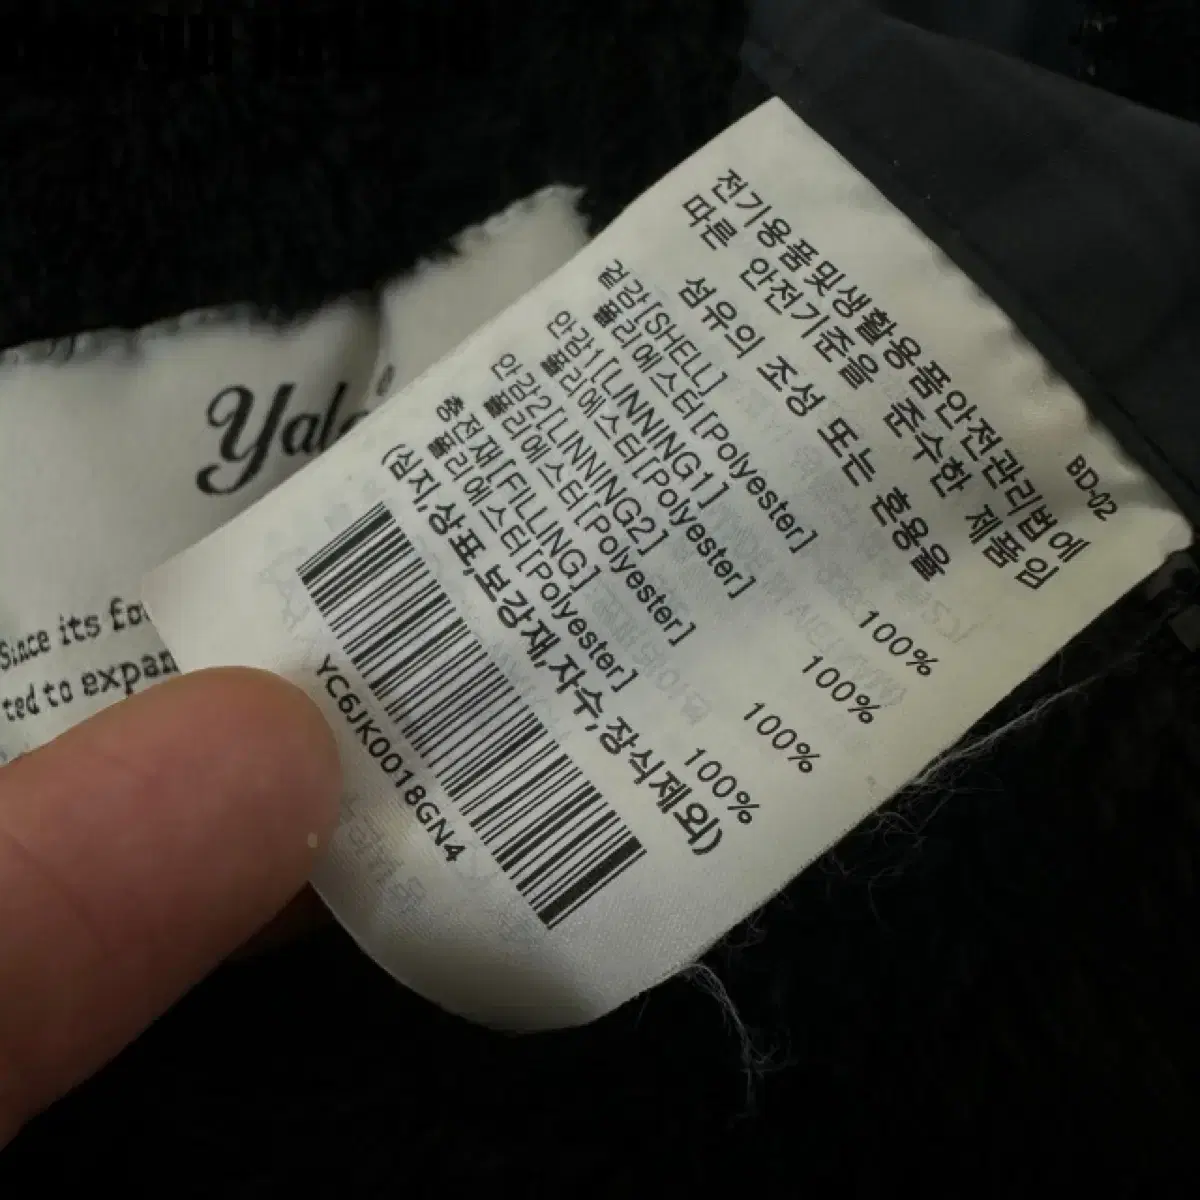 BD-02
전기용품및생활용품안전관리법에
따른 안전기준을 준수한 제품임
섬유의 조성 또는 혼용율
겉감[SHELL]
폴리에스터[Polyester] 100%
안감1[LINNING1]
폴리에스터[Polyester] 100%
안감2[LINNING2]
폴리에스터[Polyester] 100%
충전재[FILLING]
폴리에스터[Polyester] 100%
(심지,상표,보강재,자수,장식제외)
YC6JK0018GN4
Since its
ted to